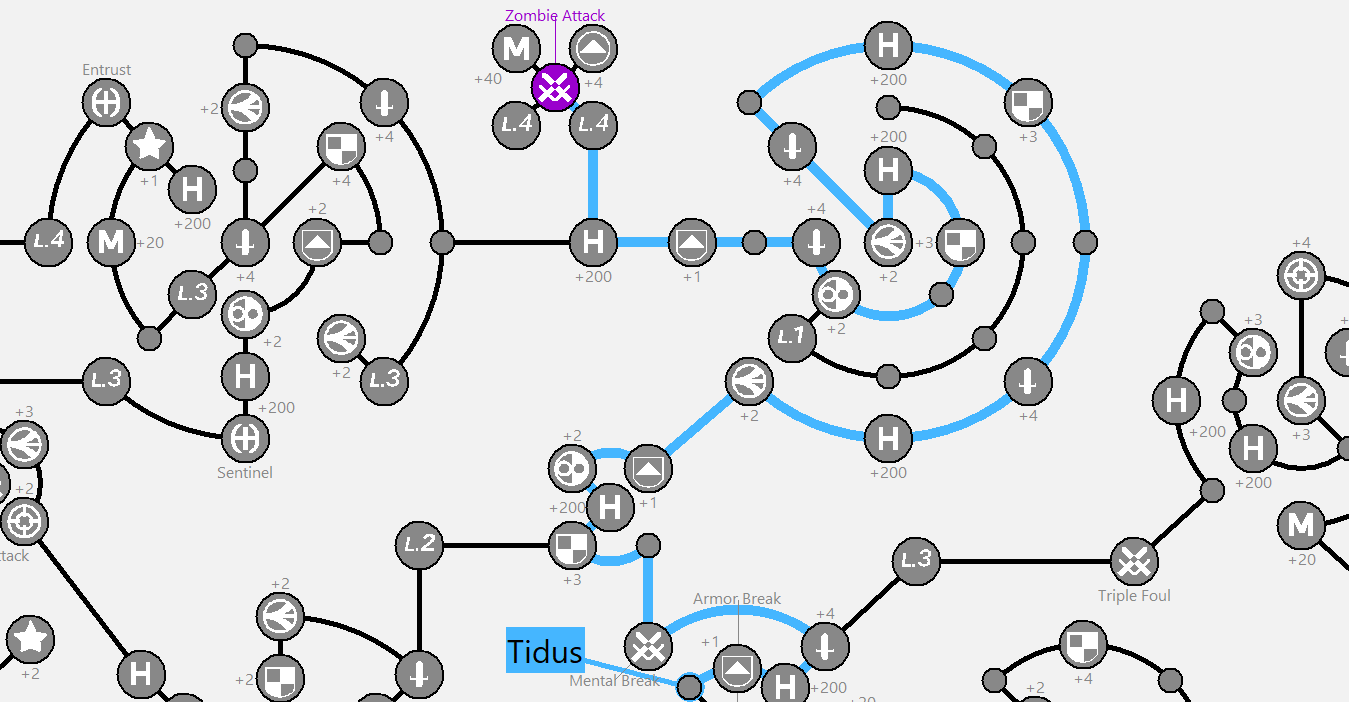 Zombie Attack
M
+40
+4
L.4
L.4
H
+200
+3
Entrust
+2
+4
+4
+1
H
+200
L.4
M
+20
+2
+4
L.3
H
+200
+1
+4
+4
+200
H
+3
+2
+2
L.1
+2
H
+200
L.3
+2
L.3
Sentinel
+2
H
+200
+4
H
+200
+2
+2
+1
+200
H
+3
L.2
+3
+2
ttack
+2
H
+2
+2
Tidus
Mental Break
Armor Break
+1
H
+200
+4
L.3
Triple Foul
H
+200
+3
H
+200
+4
+3
M
+20
+4
+2